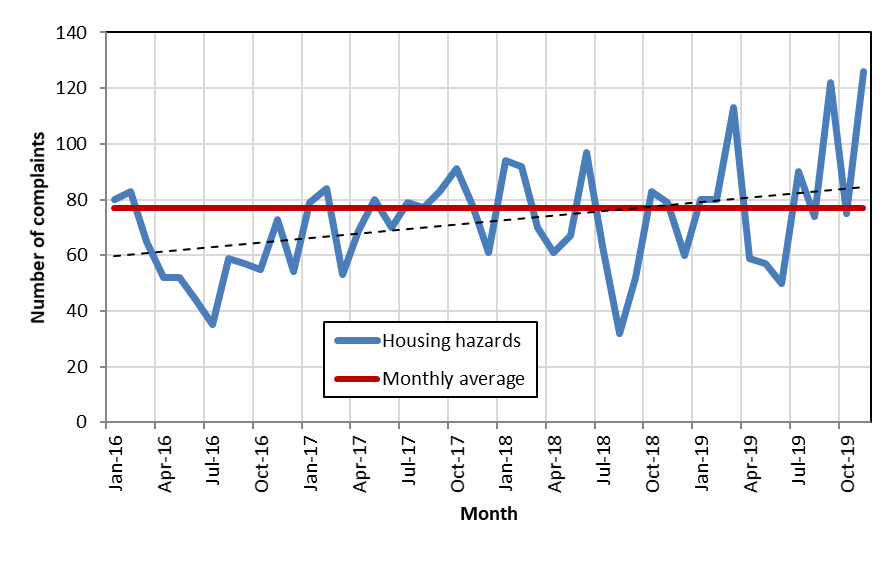 Number of complaints
140
120
100
80
60
40
20
0
Housing hazards
Monthly average
Jan-16
Apr-16
Jul-16
Oct-16
Jan-17
Apr-17
Jul-17
Oct-17
Jan-18
Apr-18
Jul-18
Oct-18
Jan-19
Apr-19
Jul-19
Oct-19
Month